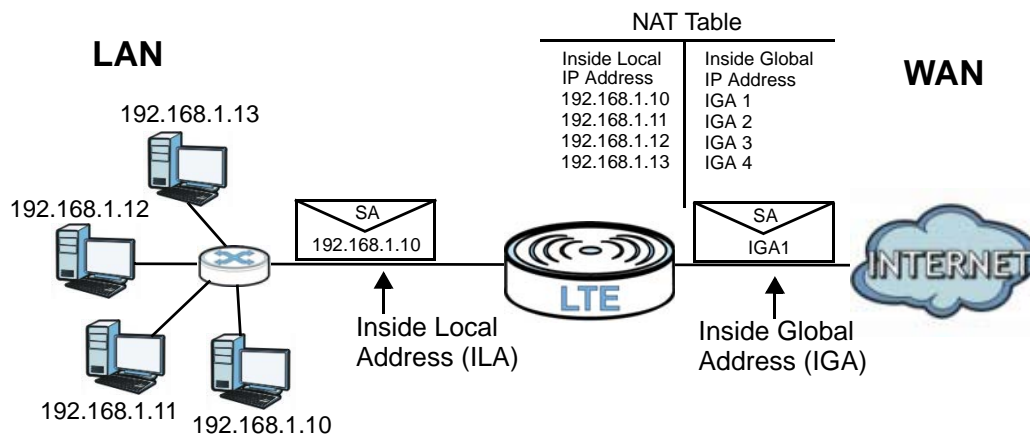 NAT Table
LAN
WAN
Inside Local
IP Address
192.168.1.10
192.168.1.11
192.168.1.12
192.168.1.13
Inside Global
IP Address
IGA 1
IGA 2
IGA 3
IGA 4
192.168.1.13
192.168.1.12
192.168.1.11
192.168.1.10
SA
192.168.1.10
SA
IGA1
LTE
INTERNET
Inside Local
Address (ILA)
Inside Global
Address (IGA)